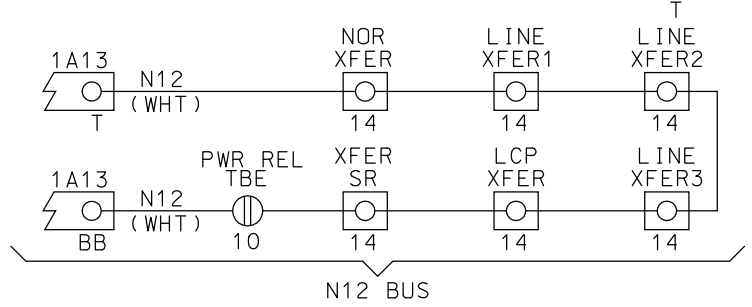 T
NOR XFER
LINE XFER1
LINE XFER2
1A13
N12
(WHT)
T
14
14
14
1A13
N12
(WHT)
BB
PWR REL
TBE
10
XFER SR
14
LCP XFER
14
LINE XFER3
14
N12 BUS